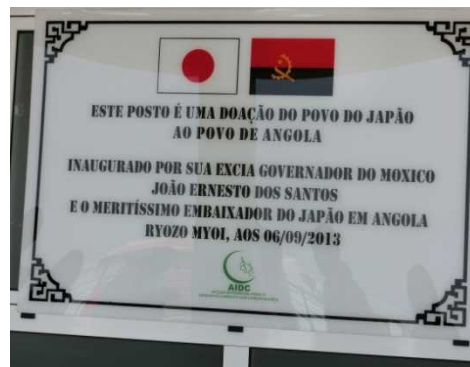 ESTE POSTO É UMA DOAÇÃO DO POVO DO JAPÃO
AO POVO DE ANGOLA
INAUGURADO POR SUA EXCIA GOVERNADOR DO MOXICO
JOÃO ERNESTO DOS SANTOS
E O MERITÍSSIMO EMBAIXADOR DO JAPÃO EM ANGOLA
RYOZO MYOI, AOS 06/09/2013
AIDC